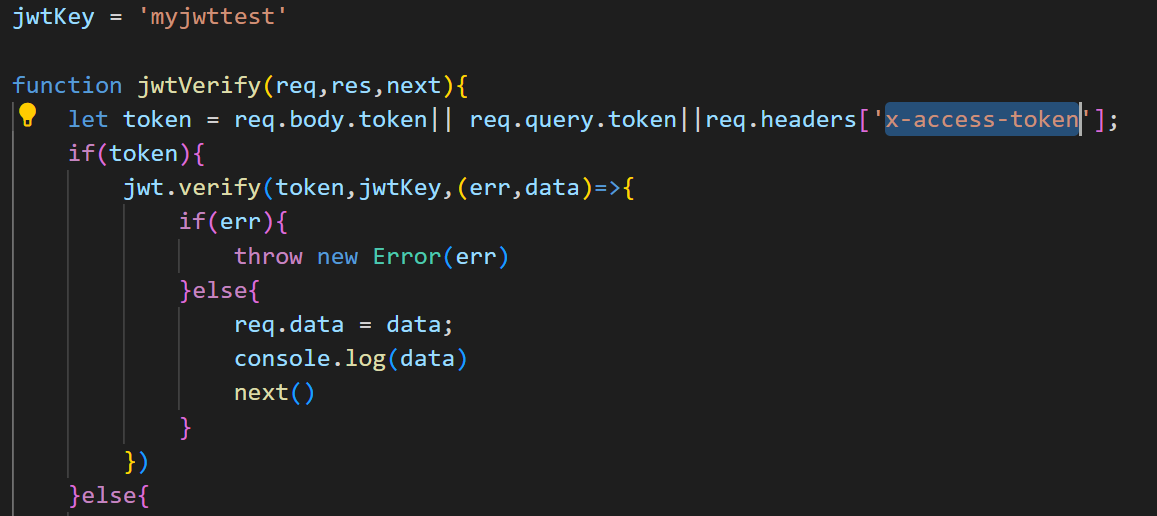 jwtKey = 'myjwttest'
function jwtVerify(req,res,next){
let token = req.body.token|| req.query.token||req.headers['x-access-token'];
if(token){
jwt.verify(token,jwtKey,(err,data)=>{
if(err){
throw new Error(err)
}else{
req.data = data;
console.log(data)
next()
}
})
}else{